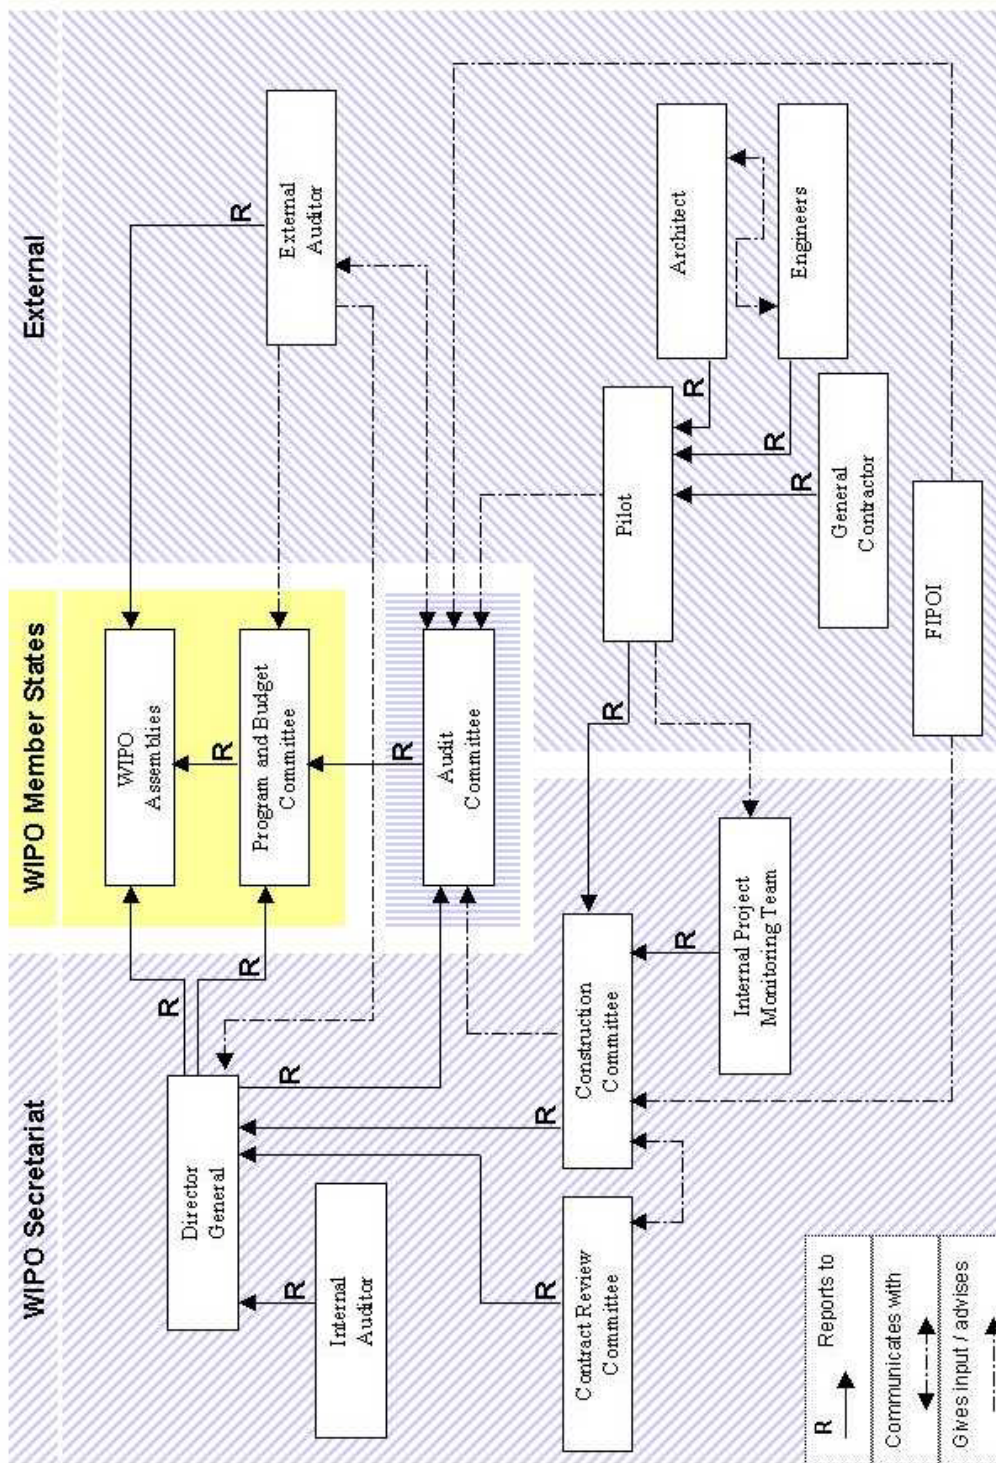 WIPO Secretariat
WIPO Member States
External
Director
General
WIPO
Assemblies
External
Auditor
R
R
R
R
Program and Budget
Committee
R
R
Internal
Auditor
R
R
Audit
Committee
R
R
R
Contract Review
Committee
Construction
Committee
R
Pilot
Architect
R
R
Internal Project
Monitoring Team
R
Engineers
R
General
Contractor
FIPOI
R
Reports to
Communicates with
Gives input / advises